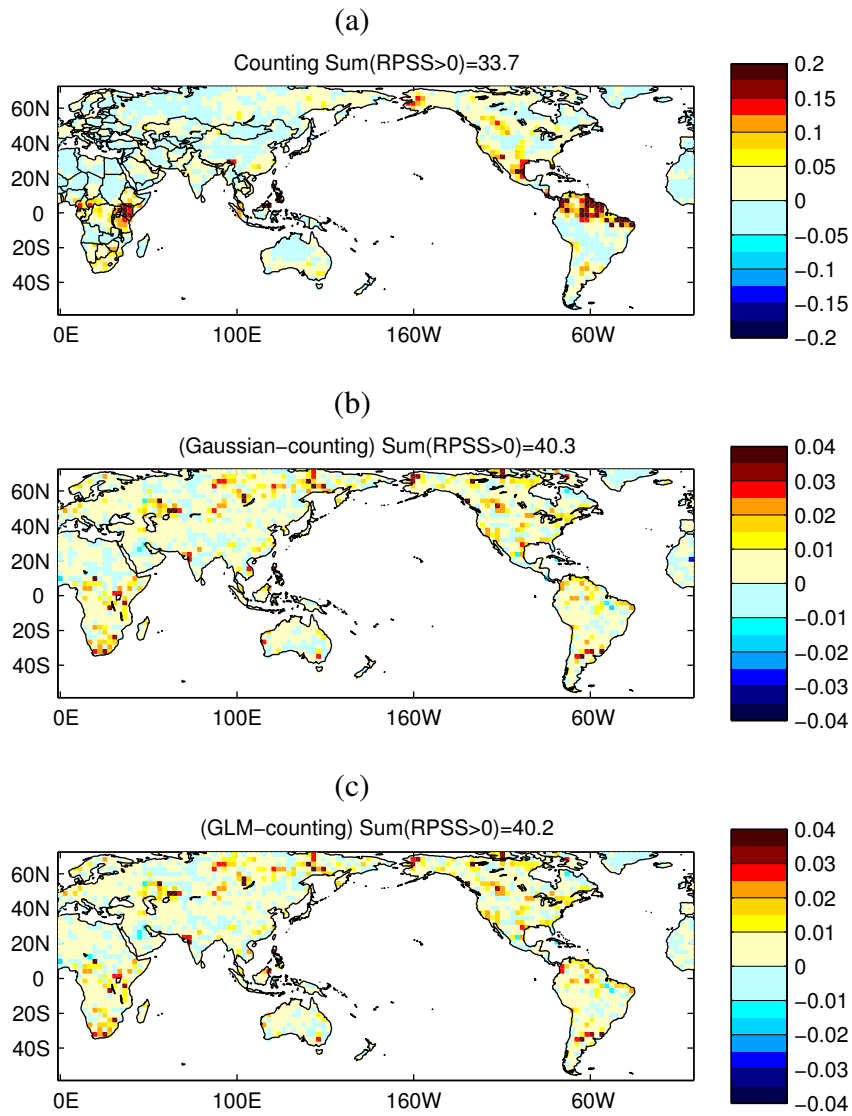 (a)
Counting Sum(RPSS>0)=33.7
60N
40N
20N
0
20S
40S
0E 100E 160W 60W
0.2
0.15
0.1
0.05
0
−0.05
−0.1
−0.15
−0.2
(b)
(Gaussian−counting) Sum(RPSS>0)=40.3
60N
40N
20N
0
20S
40S
0E 100E 160W 60W
0.04
0.03
0.02
0.01
0
−0.01
−0.02
−0.03
−0.04
(c)
(GLM−counting) Sum(RPSS>0)=40.2
60N
40N
20N
0
20S
40S
0E 100E 160W 60W
0.04
0.03
0.02
0.01
0
−0.01
−0.02
−0.03
−0.04